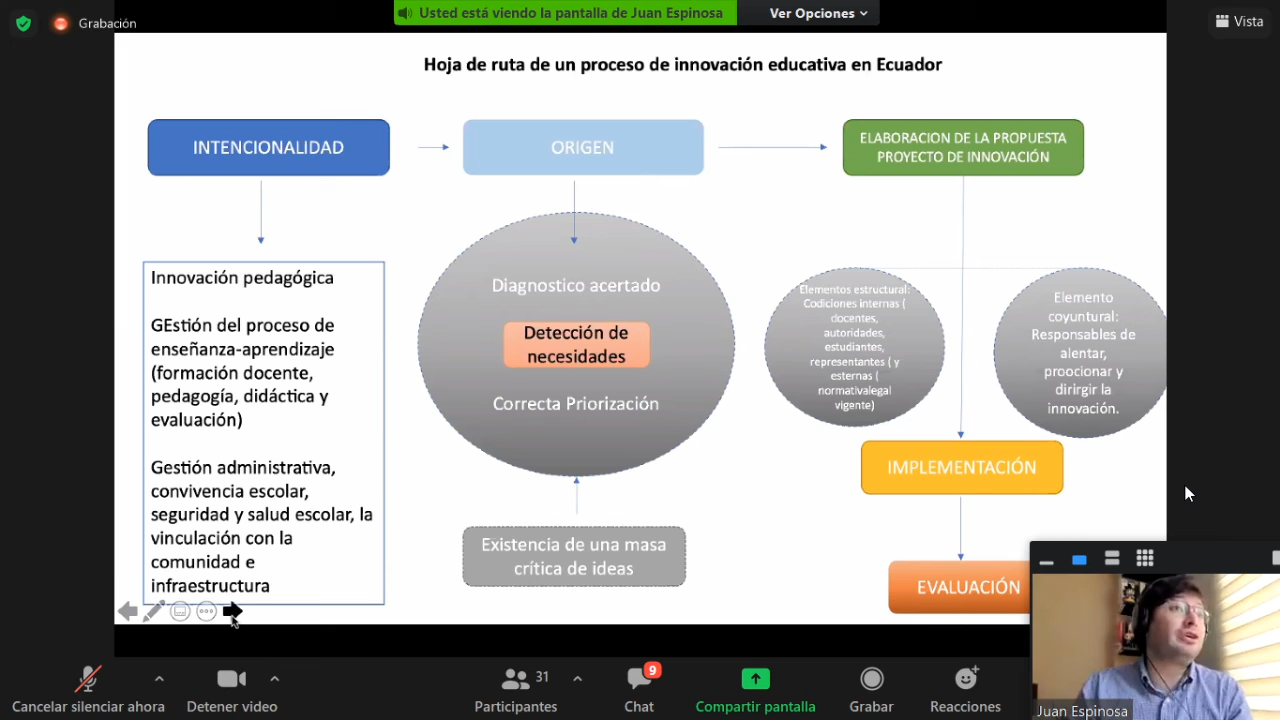 Grabación
Usted está viendo la pantalla de Juan Espinosa
Ver Opciones
Vista
Hoja de ruta de un proceso de innovación educativa en Ecuador
INTENCIONALIDAD
ORIGEN
ELABORACION DE LA PROPUESTA
PROYECTO DE INNOVACIÓN
Innovación pedagógica
GEstión del proceso de
enseñanza-aprendizaje
(formación docente,
pedagogía, didáctica y
evaluación)
Gestión administrativa,
convivencia escolar,
seguridad y salud escolar, la
vinculación con la
comunidad e
infraestructura
Diagnostico acertado
Detección de
necesidades
Correcta Priorización
Existencia de una masa
crítica de ideas
Elementos estructural:
Codiciones internas (
docentes,
autoridades,
estudiantes,
representantes ( y
esternas (
normativalegal
vigente)
Elemento
coyuntural:
Responsables de
alentar,
proocionar y
dirirgir la
innovación.
IMPLEMENTACIÓN
EVALUACIÓN
Juan Espinosa
Cancelar silenciar ahora
Detener video
31
Participantes
9
Chat
Compartir pantalla
Grabar
Reacciones